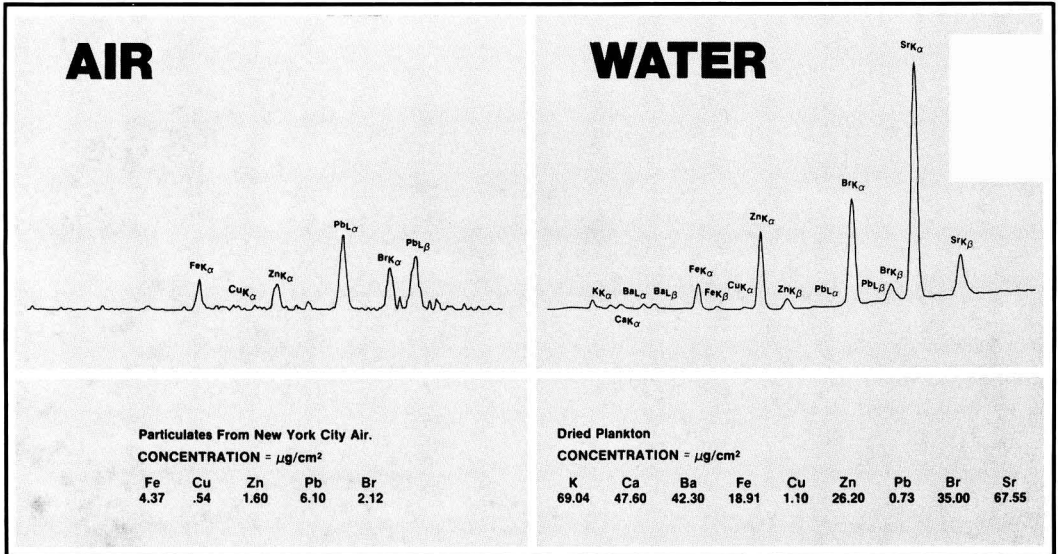 AIR
FeKα
CuKα
ZnKα
PbLα
BrKα
PbLβ
Particulates From New York City Air.
CONCENTRATION = μg/cm²
Fe Cu Zn Pb Br
4.37 .54 1.60 6.10 2.12
WATER
KKα
CaKα
BaLα
BaLβ
FeKα
FeKβ
CuKα
ZnKα
ZnKβ
PbLα
BrKα
PbLβ
BrKβ
SrKα
SrKβ
Dried Plankton
CONCENTRATION = μg/cm²
K Ca Ba Fe Cu Zn Pb Br Sr
69.04 47.60 42.30 18.91 1.10 26.20 0.73 35.00 67.55